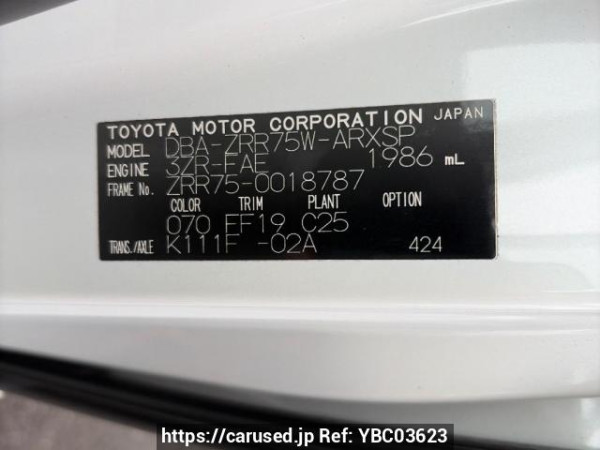 TOYOTA MOTOR CORPORATION JAPAN
MODEL DBA-ZRR75W-ARXSP
ENGINE 3ZR-FAE 1986 mL
FRAME No. ZRR75-0018787
COLOR TRIM PLANT OPTION
070 FF19 C25
TRANS./AXLE K111F -02A 424
https://carused.jp Ref: YBC03623